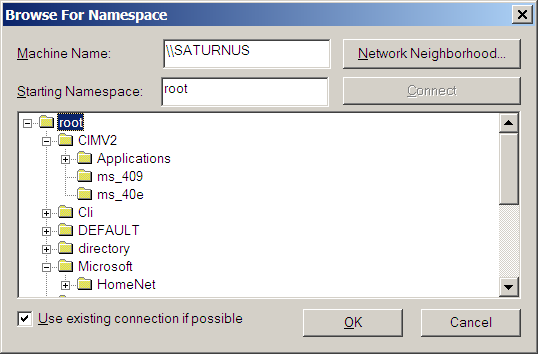 Browse For Namespace
Machine Name:
\\SATURNUS
Network Neighborhood...
Starting Namespace:
root
Connect
root
CIMV2
Applications
ms_409
ms_40e
Cli
DEFAULT
directory
Microsoft
HomeNet
Use existing connection if possible
OK
Cancel